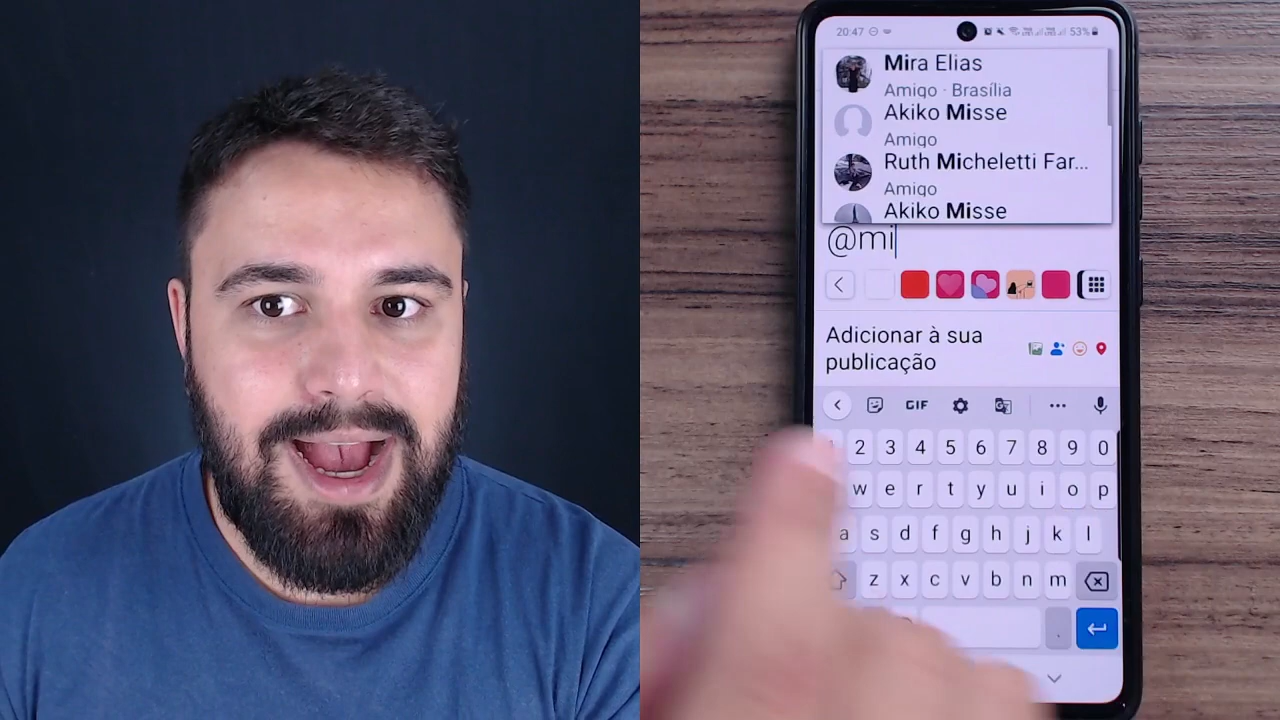 20:47
53%
Mira Elias
Amigo · Brasília
Akiko Misse
Amigo
Ruth Micheletti Far...
Amigo
Akiko Misse
@mi
Adicionar à sua
publicação
GIF
2 3 4 5 6 7 8 9 0
w e r t y u i o p
a s d f g h j k l
z x c v b n m
.